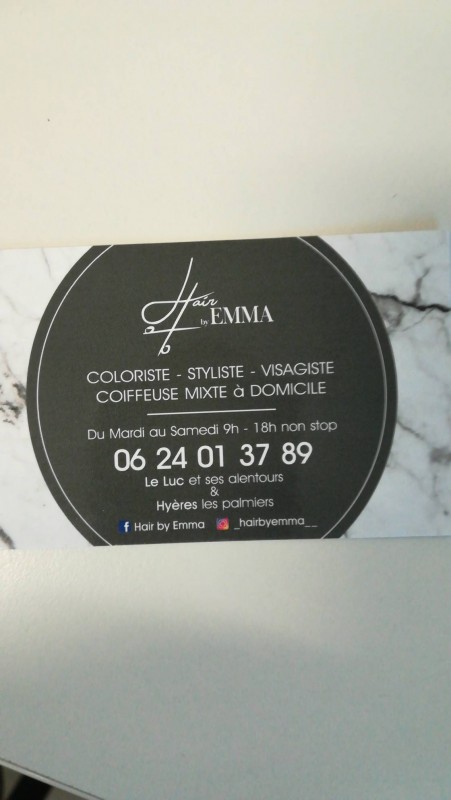 Hair
by EMMA
COLORISTE - STYLISTE - VISAGISTE
COIFFEUSE MIXTE à DOMICILE
Du Mardi au Samedi 9h - 18h non stop
06 24 01 37 89
Le Luc et ses alentours
&
Hyères les palmiers
Hair by Emma _hairbyemma__